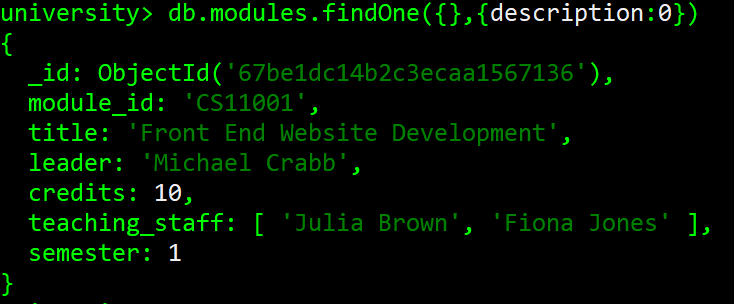 university> db.modules.findOne({},{description:0})
{
  _id: ObjectId('67be1dc14b2c3ecaa1567136'),
  module_id: 'CS11001',
  title: 'Front End Website Development',
  leader: 'Michael Crabb',
  credits: 10,
  teaching_staff: [ 'Julia Brown', 'Fiona Jones' ],
  semester: 1
}